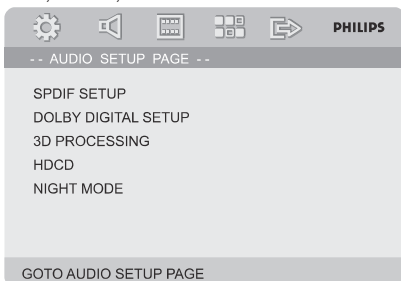 PHILIPS
-- AUDIO SETUP PAGE --
SPDIF SETUP
DOLBY DIGITAL SETUP
3D PROCESSING
HDCD
NIGHT MODE
GOTO AUDIO SETUP PAGE